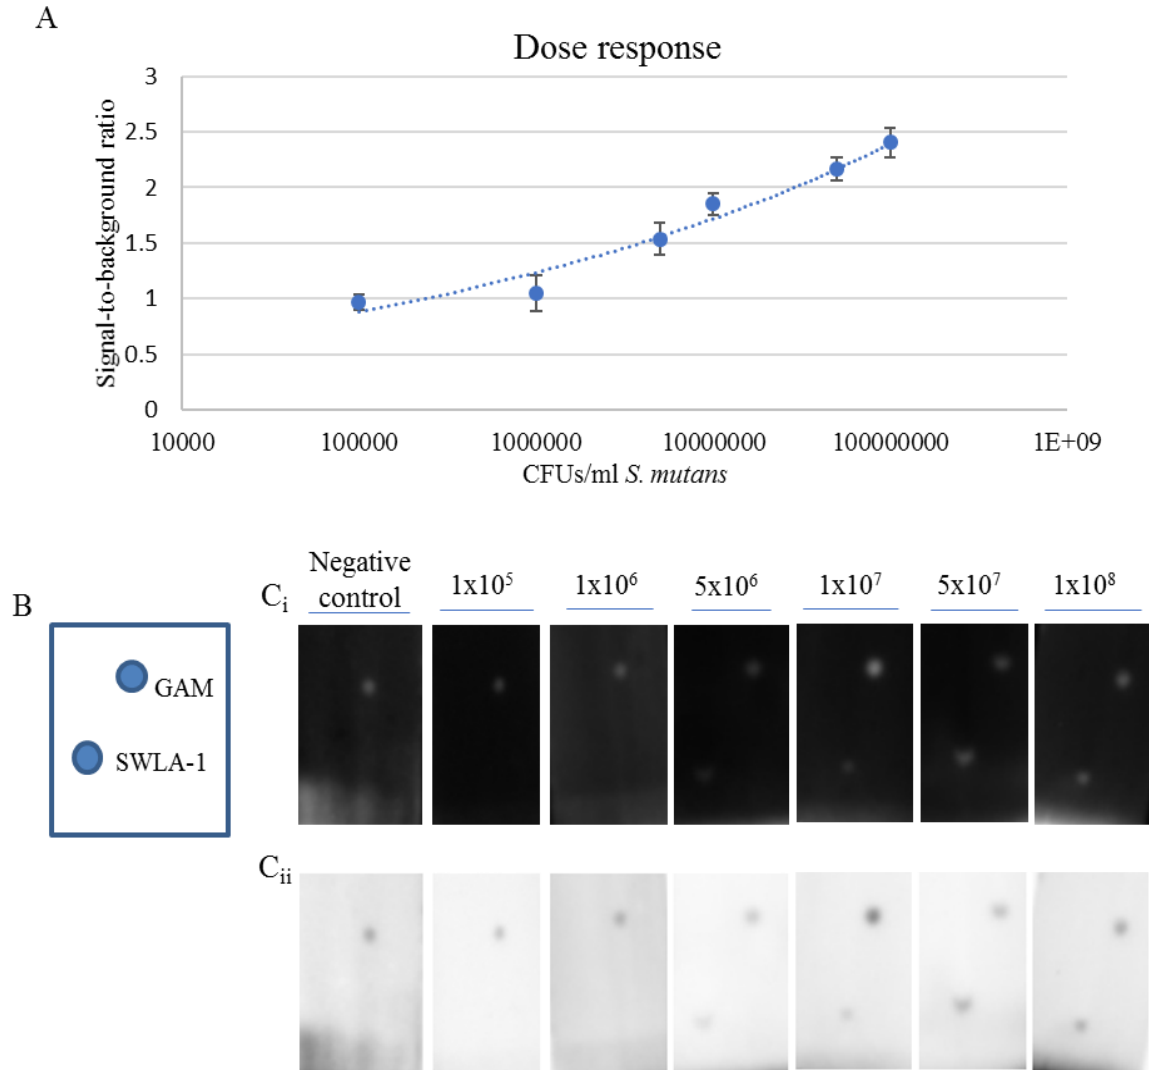 A
Dose response
Signal-to-background ratio
3
2.5
2
1.5
1
0.5
0
10000 100000 1000000 10000000 100000000 1E+09
CFUs/ml S. mutans
B
GAM
SWLA-1
Cᵢ
Negative
control
1x10⁵ 1x10⁶ 5x10⁶ 1x10⁷ 5x10⁷ 1x10⁸
Cᵢᵢ